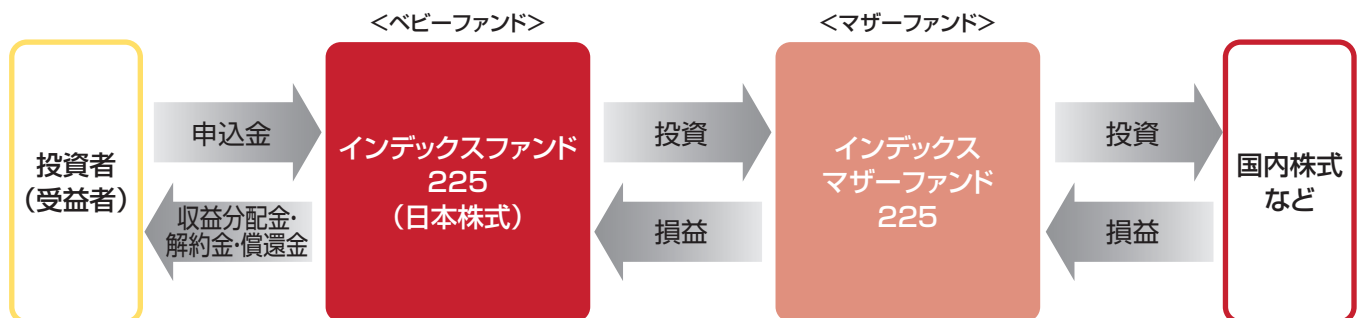 <ベビーファンド>
<マザーファンド>
投資者
(受益者)
申込金
収益分配金・
解約金・償還金
インデックスファンド
225
(日本株式)
投資
損益
インデックス
マザーファンド
225
投資
損益
国内株式
など